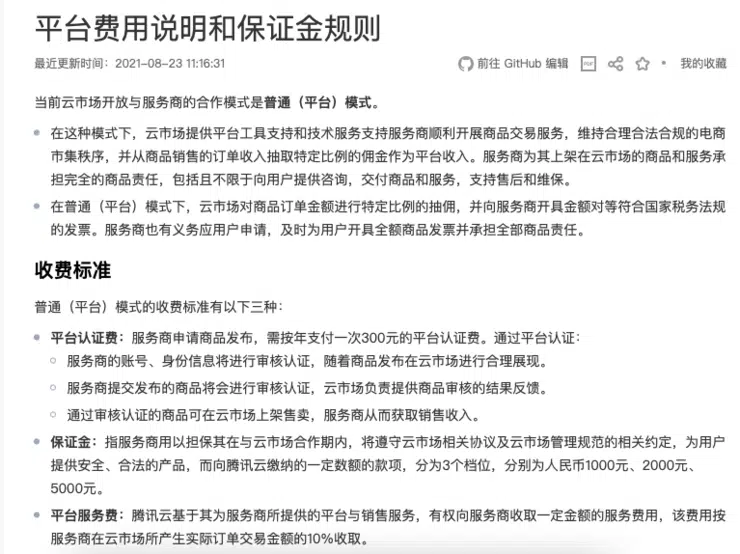 平台费用说明和保证金规则
最近更新时间：2021-08-23 11:16:31
前往 GitHub 编辑
PDF
我的收藏
当前云市场开放与服务商的合作模式是普通（平台）模式。
在这种模式下，云市场提供平台工具支持和技术服务支持服务商顺利开展商品交易服务，维持合理合法合规的电商
市集秩序，并从商品销售的订单收入抽取特定比例的佣金作为平台收入。服务商为其上架在云市场的商品和服务承
担完全的商品责任，包括且不限于向用户提供咨询，交付商品和服务，支持售后和维保。
在普通（平台）模式下，云市场对商品订单金额进行特定比例的抽佣，并向服务商开具金额对等符合国家税务法规
的发票。服务商也有义务应用户申请，及时为用户开具全额商品发票并承担全部商品责任。
收费标准
普通（平台）模式的收费标准有以下三种：
平台认证费：服务商申请商品发布，需按年支付一次300元的平台认证费。通过平台认证：
服务商的账号、身份信息将进行审核认证，随着商品发布在云市场进行合理展现。
服务商提交发布的商品将会进行审核认证，云市场负责提供商品审核的结果反馈。
通过审核认证的商品可在云市场上架售卖，服务商从而获取销售收入。
保证金：指服务商用以担保其在与云市场合作期内，将遵守云市场相关协议及云市场管理规范的相关约定，为用户
提供安全、合法的产品，而向腾讯云缴纳的一定数额的款项，分为3个档位，分别为人民币1000元、2000元、
5000元。
平台服务费：腾讯云基于其为服务商所提供的平台与销售服务，有权向服务商收取一定金额的服务费用，该费用按
服务商在云市场所产生实际订单交易金额的10%收取。